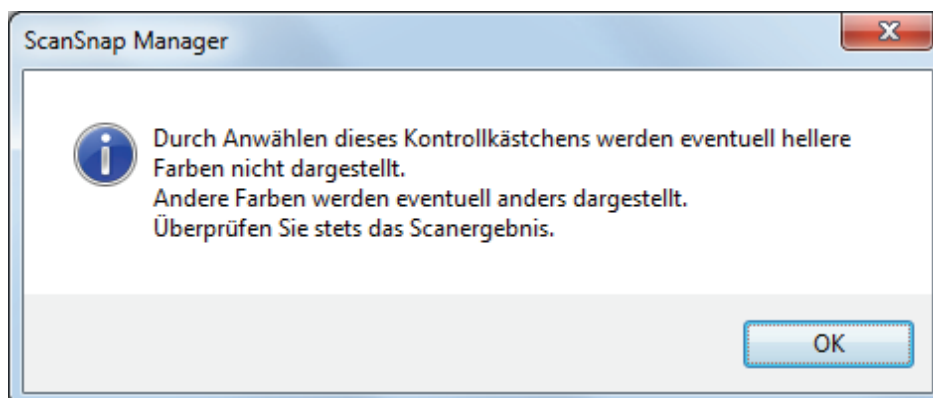 ScanSnap Manager
Durch Anwählen dieses Kontrollkästchens werden eventuell hellere
Farben nicht dargestellt.
Andere Farben werden eventuell anders dargestellt.
Überprüfen Sie stets das Scanergebnis.
OK